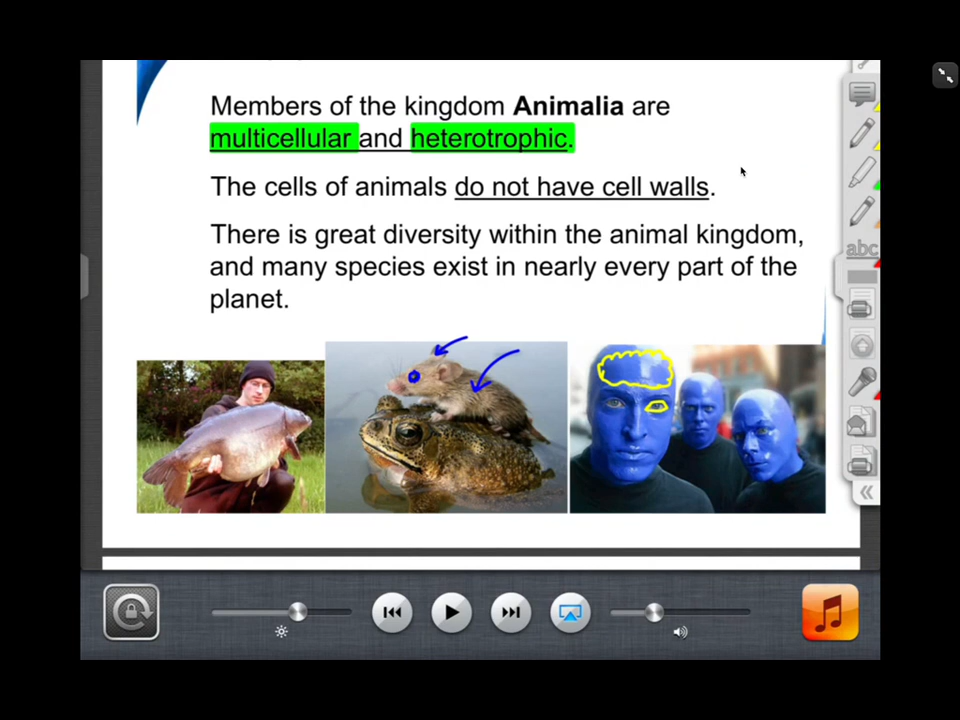 Members of the kingdom Animalia are
multicellular and heterotrophic.
The cells of animals do not have cell walls.
There is great diversity within the animal kingdom,
and many species exist in nearly every part of the
planet.
abc